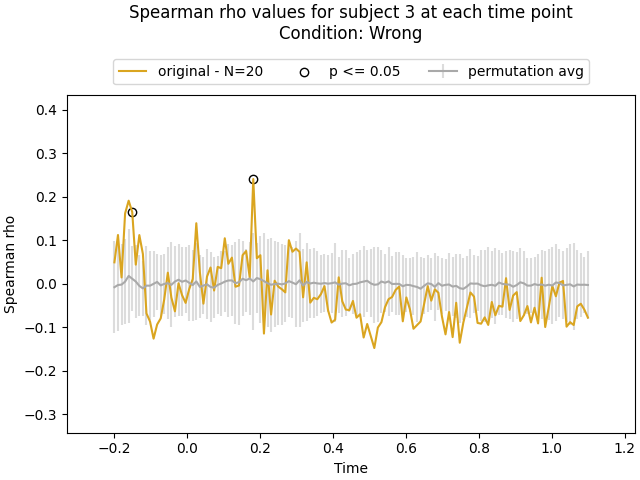 Spearman rho values for subject 3 at each time point
Condition: Wrong
original - N=20 p <= 0.05 permutation avg
0.4
0.3
0.2
0.1
0.0
−0.1
−0.2
−0.3
Spearman rho
−0.2 0.0 0.2 0.4 0.6 0.8 1.0 1.2
Time